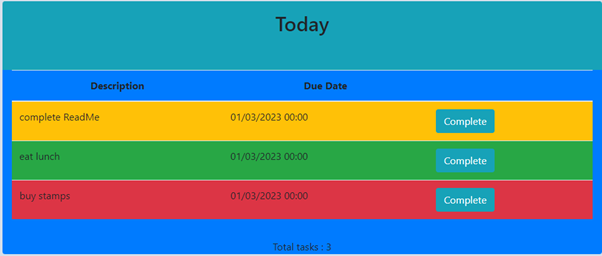 Today
Description Due Date
complete ReadMe 01/03/2023 00:00 Complete
eat lunch 01/03/2023 00:00 Complete
buy stamps 01/03/2023 00:00 Complete
Total tasks : 3